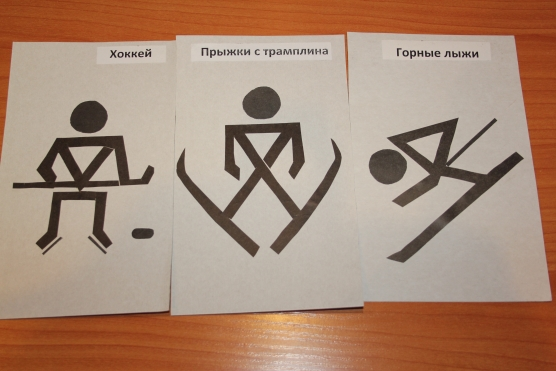 Хоккей
Прыжки с трамплина
Горные лыжи